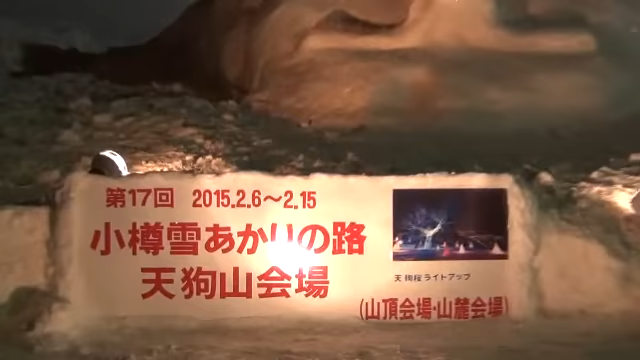 第17回 2015.2.6～2.15
小樽雪あかりの路
天狗山会場
天狗桜ライトアップ
(山頂会場・山麓会場)